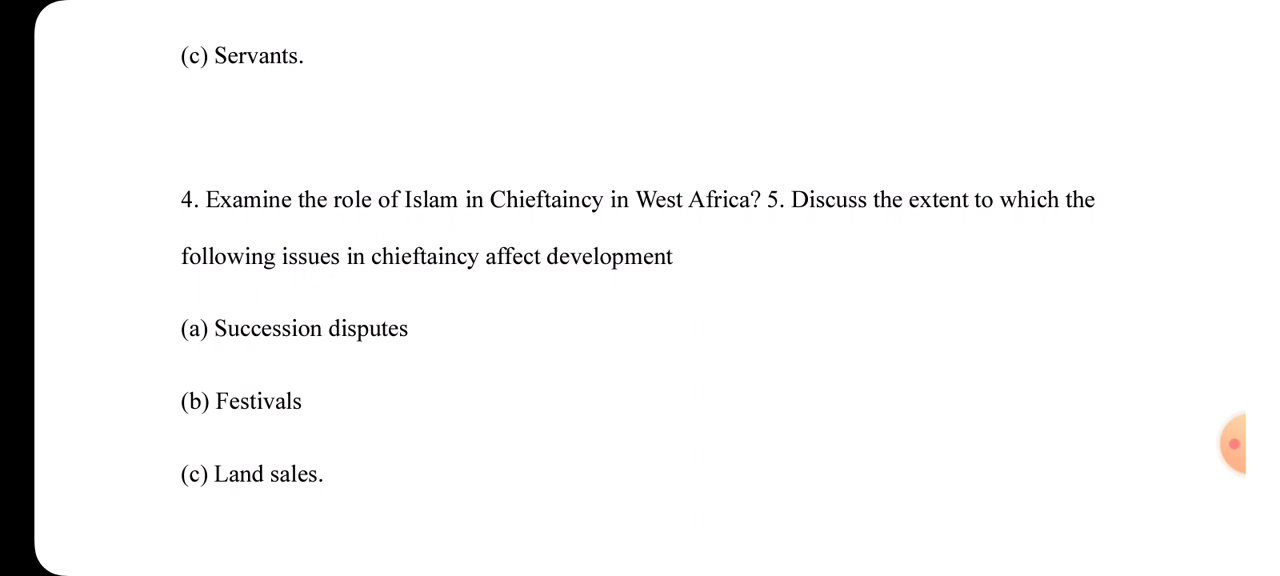 (c) Servants.
4. Examine the role of Islam in Chieftaincy in West Africa? 5. Discuss the extent to which the
following issues in chieftaincy affect development
(a) Succession disputes
(b) Festivals
(c) Land sales.